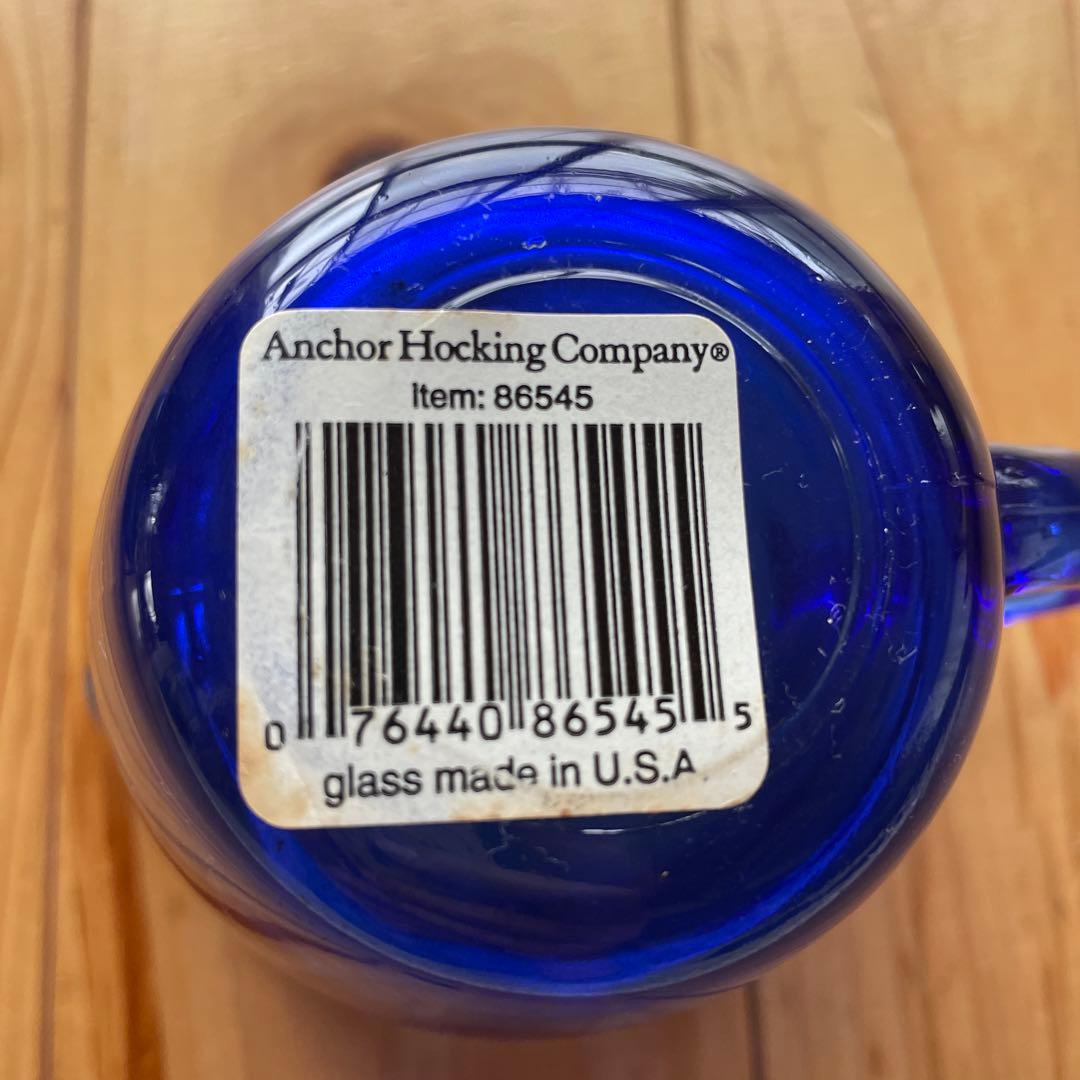 Anchor Hocking Company®
Item: 86545
0 76440 86545 5
glass made in U.S.A.